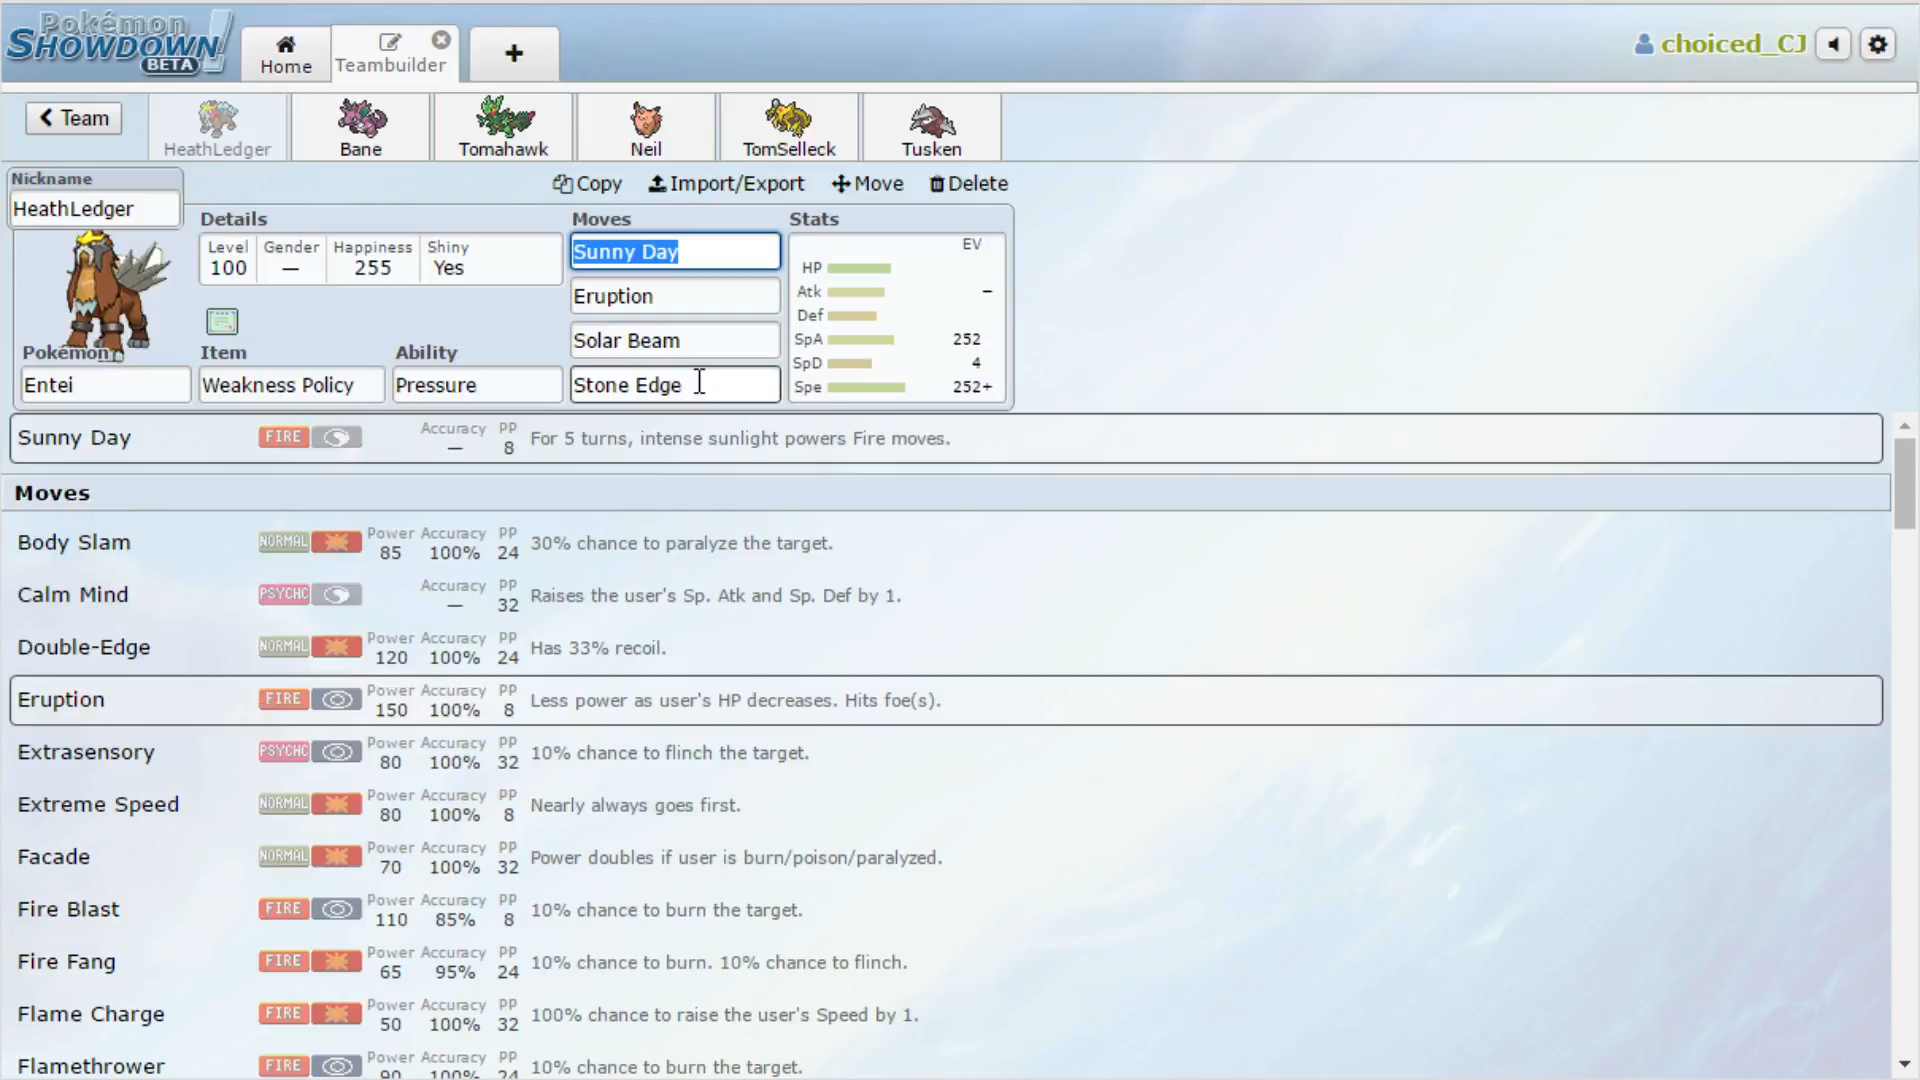 Pokémon
SHOWDOWN!
BETA
Home
Teambuilder
choiced_CJ
Team
HeathLedger
Bane
Tomahawk
Neil
TomSelleck
Tusken
Nickname
HeathLedger
Copy
Import/Export
Move
Delete
Details
Level
100
Gender
—
Happiness
255
Shiny
Yes
Pokémon
Entei
Item
Weakness Policy
Ability
Pressure
Moves
Sunny Day
Eruption
Solar Beam
Stone Edge
Stats
EV
HP
Atk –
Def
SpA 252
SpD 4
Spe 252+
Sunny Day FIRE Accuracy — PP 8 For 5 turns, intense sunlight powers Fire moves.
Moves
Body Slam NORMAL Power 85 Accuracy 100% PP 24 30% chance to paralyze the target.
Calm Mind PSYCHC Accuracy — PP 32 Raises the user's Sp. Atk and Sp. Def by 1.
Double-Edge NORMAL Power 120 Accuracy 100% PP 24 Has 33% recoil.
Eruption FIRE Power 150 Accuracy 100% PP 8 Less power as user's HP decreases. Hits foe(s).
Extrasensory PSYCHC Power 80 Accuracy 100% PP 32 10% chance to flinch the target.
Extreme Speed NORMAL Power 80 Accuracy 100% PP 8 Nearly always goes first.
Facade NORMAL Power 70 Accuracy 100% PP 32 Power doubles if user is burn/poison/paralyzed.
Fire Blast FIRE Power 110 Accuracy 85% PP 8 10% chance to burn the target.
Fire Fang FIRE Power 65 Accuracy 95% PP 24 10% chance to burn. 10% chance to flinch.
Flame Charge FIRE Power 50 Accuracy 100% PP 32 100% chance to raise the user's Speed by 1.
Flamethrower FIRE Power 90 Accuracy 100% PP 24 10% chance to burn the target.